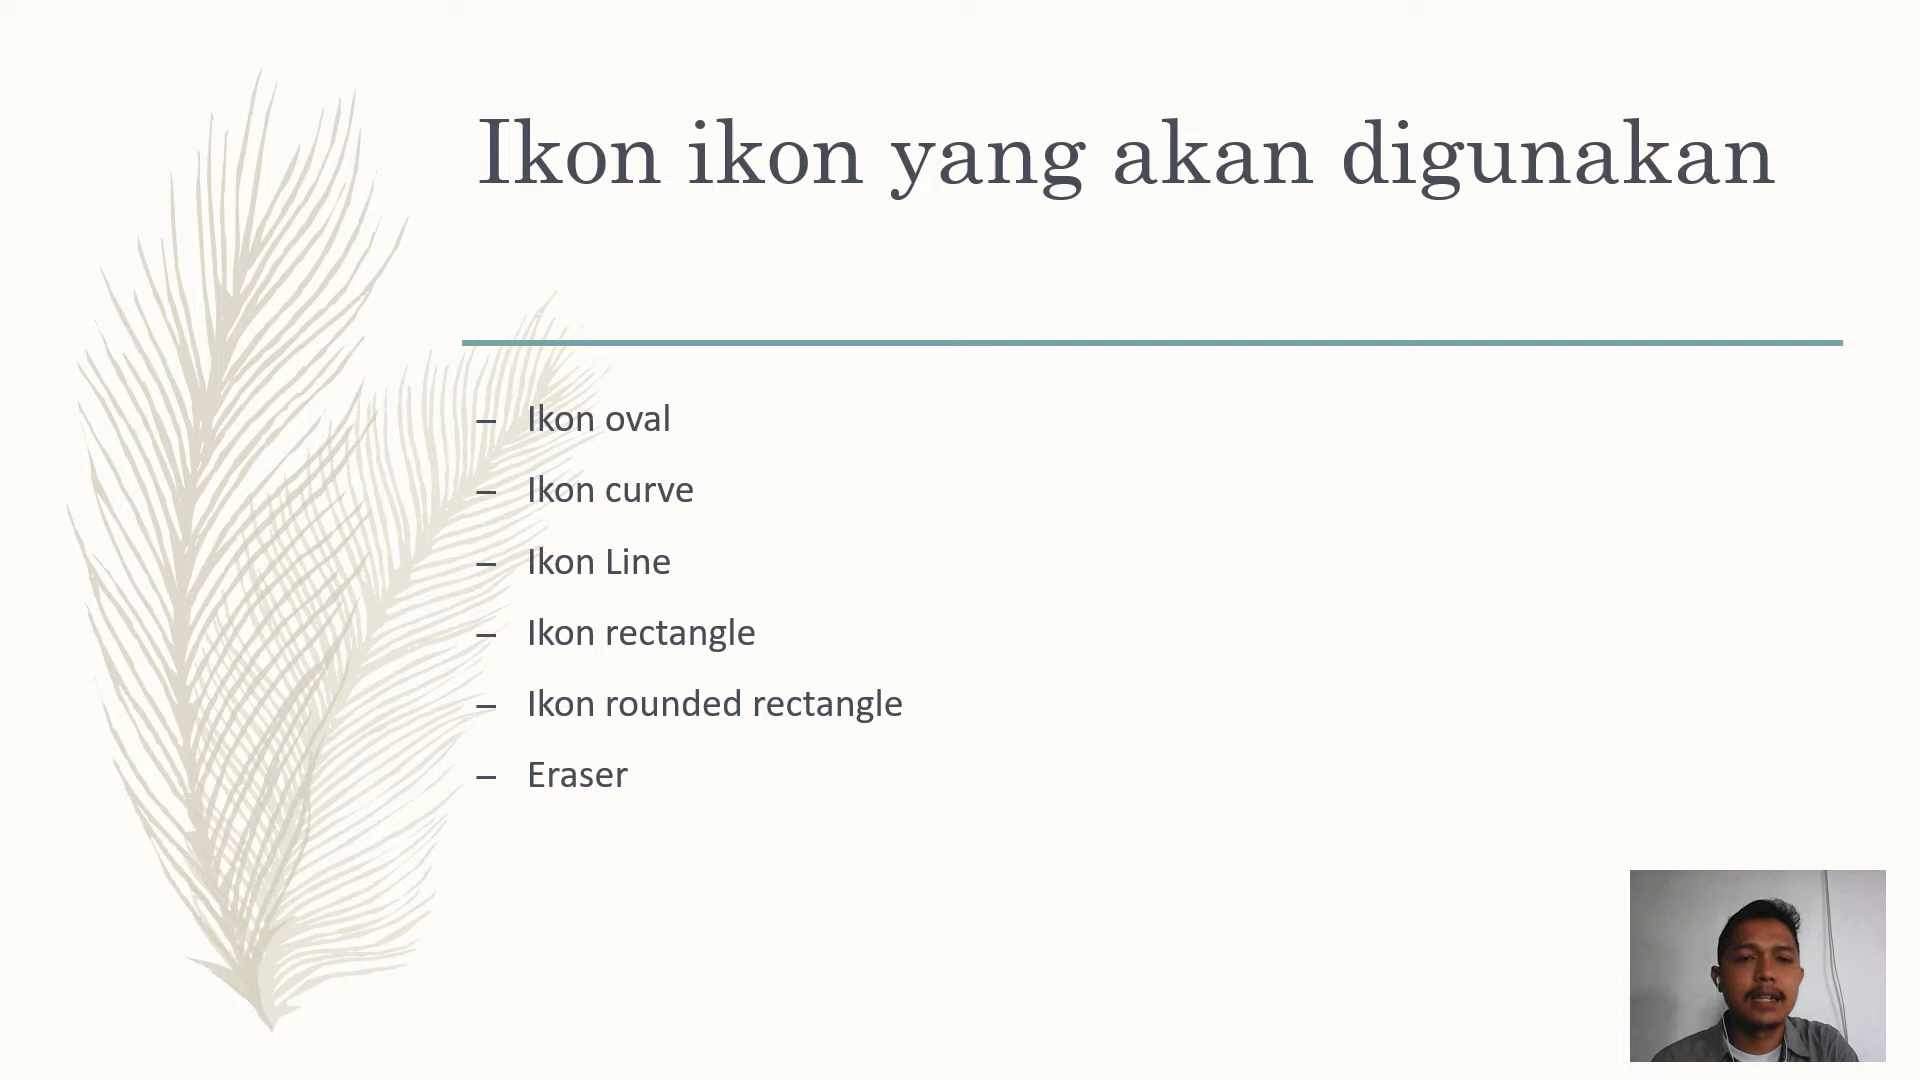 Ikon ikon yang akan digunakan
– Ikon oval
– Ikon curve
– Ikon Line
– Ikon rectangle
– Ikon rounded rectangle
– Eraser